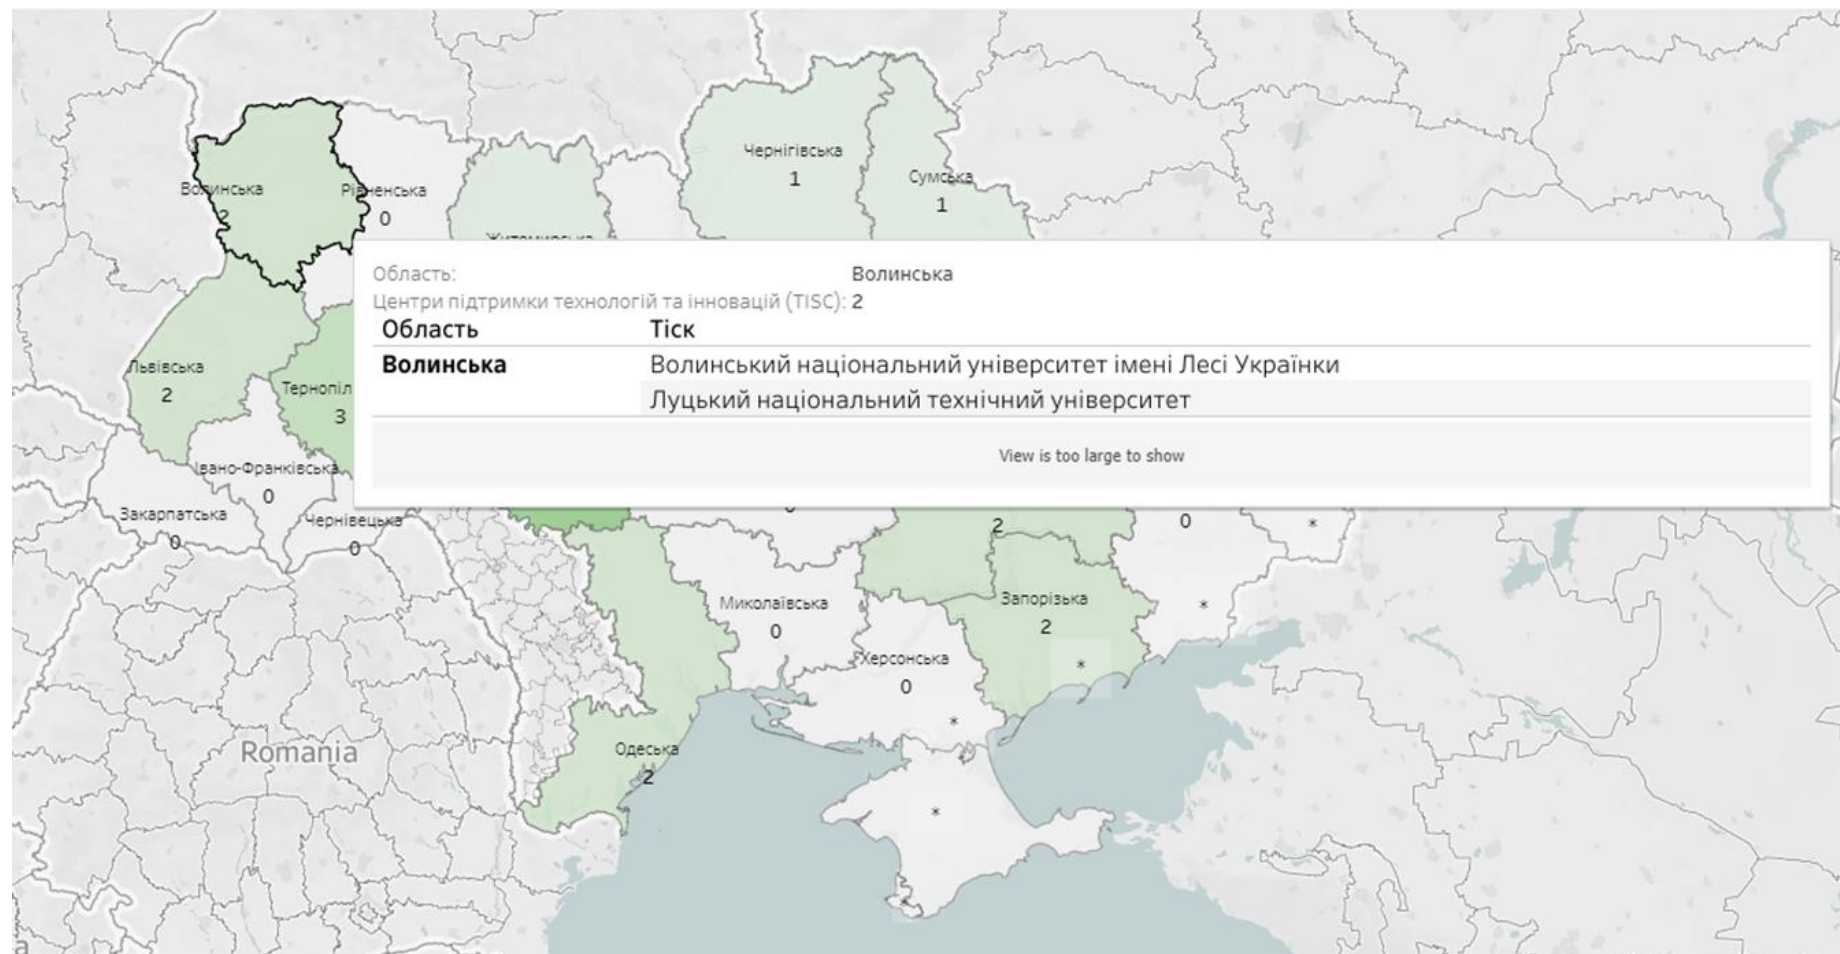 Чернігівська
1
Сумська
1
Волинська
2
Рівненська
0
Житомирська
Область: Волинська
Центри підтримки технологій та інновацій (TISC): 2
Область Тіск
Волинська Волинський національний університет імені Лесі Українки
Луцький національний технічний університет
View is too large to show
Львівська
2
Тернопіл
3
Івано-Франківська
0
Закарпатська
0
Чернівецька
0
2
0
*
Миколаївська
0
Запорізька
2
*
*
Херсонська
0
*
Одеська
2
*
Romania